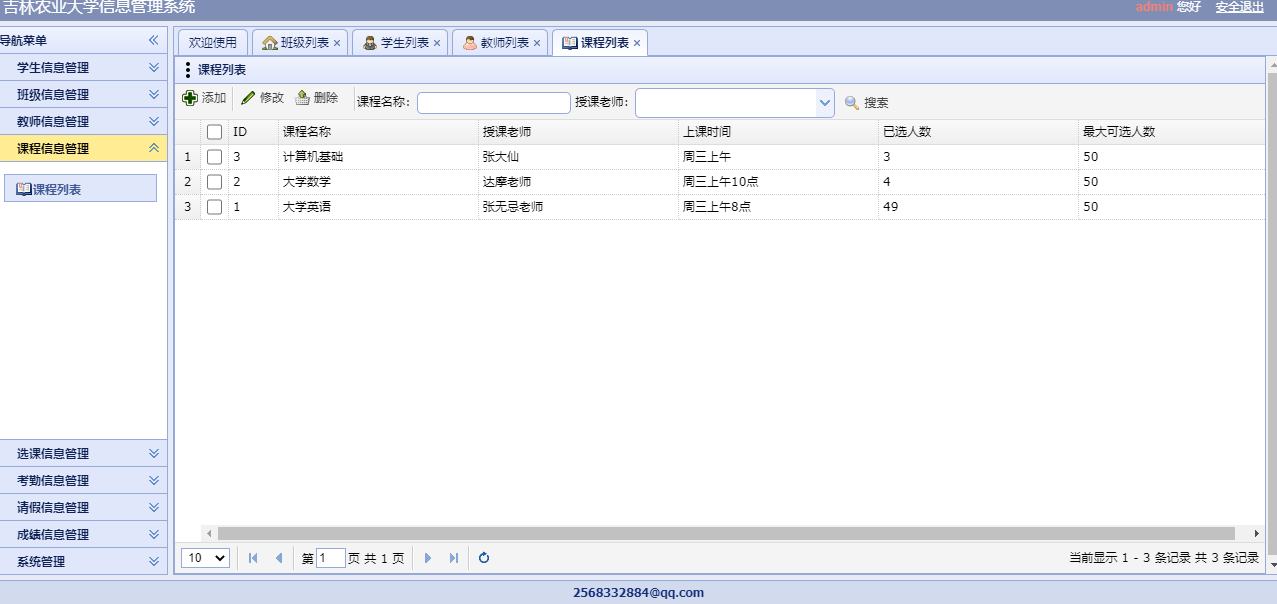 吉林农业大学信息管理系统
admin 您好 安全退出
导航菜单
学生信息管理
班级信息管理
教师信息管理
课程信息管理
课程列表
选课信息管理
考勤信息管理
请假信息管理
成绩信息管理
系统管理
欢迎使用 班级列表 学生列表 教师列表 课程列表
课程列表
添加 修改 删除 课程名称： 授课老师： 搜索
ID 课程名称 授课老师 上课时间 已选人数 最大可选人数
1 3 计算机基础 张大仙 周三上午 3 50
2 2 大学数学 达摩老师 周三上午10点 4 50
3 1 大学英语 张无忌老师 周三上午8点 49 50
10 第 1 页 共 1 页 当前显示 1 - 3 条记录 共 3 条记录
2568332884@qq.com